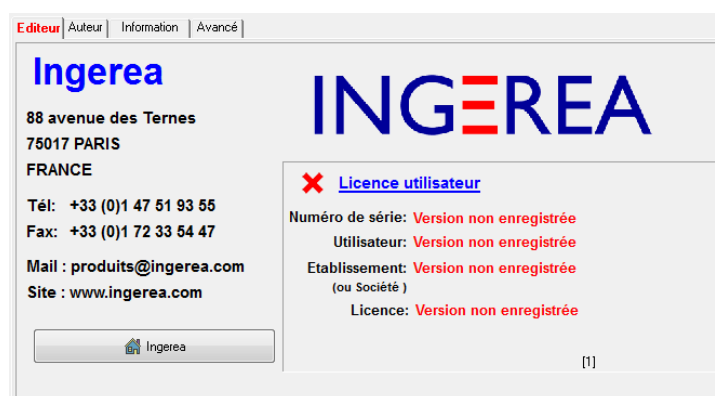 Editeur Auteur Information Avancé
Ingerea
88 avenue des Ternes
75017 PARIS
FRANCE
Tél: +33 (0)1 47 51 93 55
Fax: +33 (0)1 72 33 54 47
Mail : produits@ingerea.com
Site : www.ingerea.com
Ingerea
INGEREA
Licence utilisateur
Numéro de série: Version non enregistrée
Utilisateur: Version non enregistrée
Etablissement: Version non enregistrée
(ou Société )
Licence: Version non enregistrée
[1]